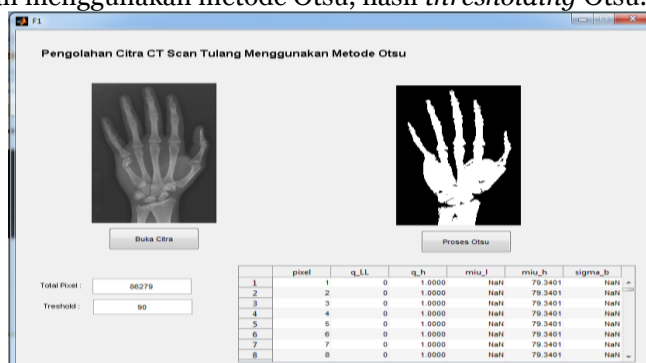 menggunakan metode Otsu, hasil thresholding Otsu.
F1
Pengolahan Citra CT Scan Tulang Menggunakan Metode Otsu
Buka Citra
Proses Otsu
Total Pixel : 86279
Treshold : 90
pixel q_LL q_h miu_l miu_h sigma_b
1 1 0 1.0000 NaN 79.3401 NaN
2 2 0 1.0000 NaN 79.3401 NaN
3 3 0 1.0000 NaN 79.3401 NaN
4 4 0 1.0000 NaN 79.3401 NaN
5 5 0 1.0000 NaN 79.3401 NaN
6 6 0 1.0000 NaN 79.3401 NaN
7 7 0 1.0000 NaN 79.3401 NaN
8 8 0 1.0000 NaN 79.3401 NaN